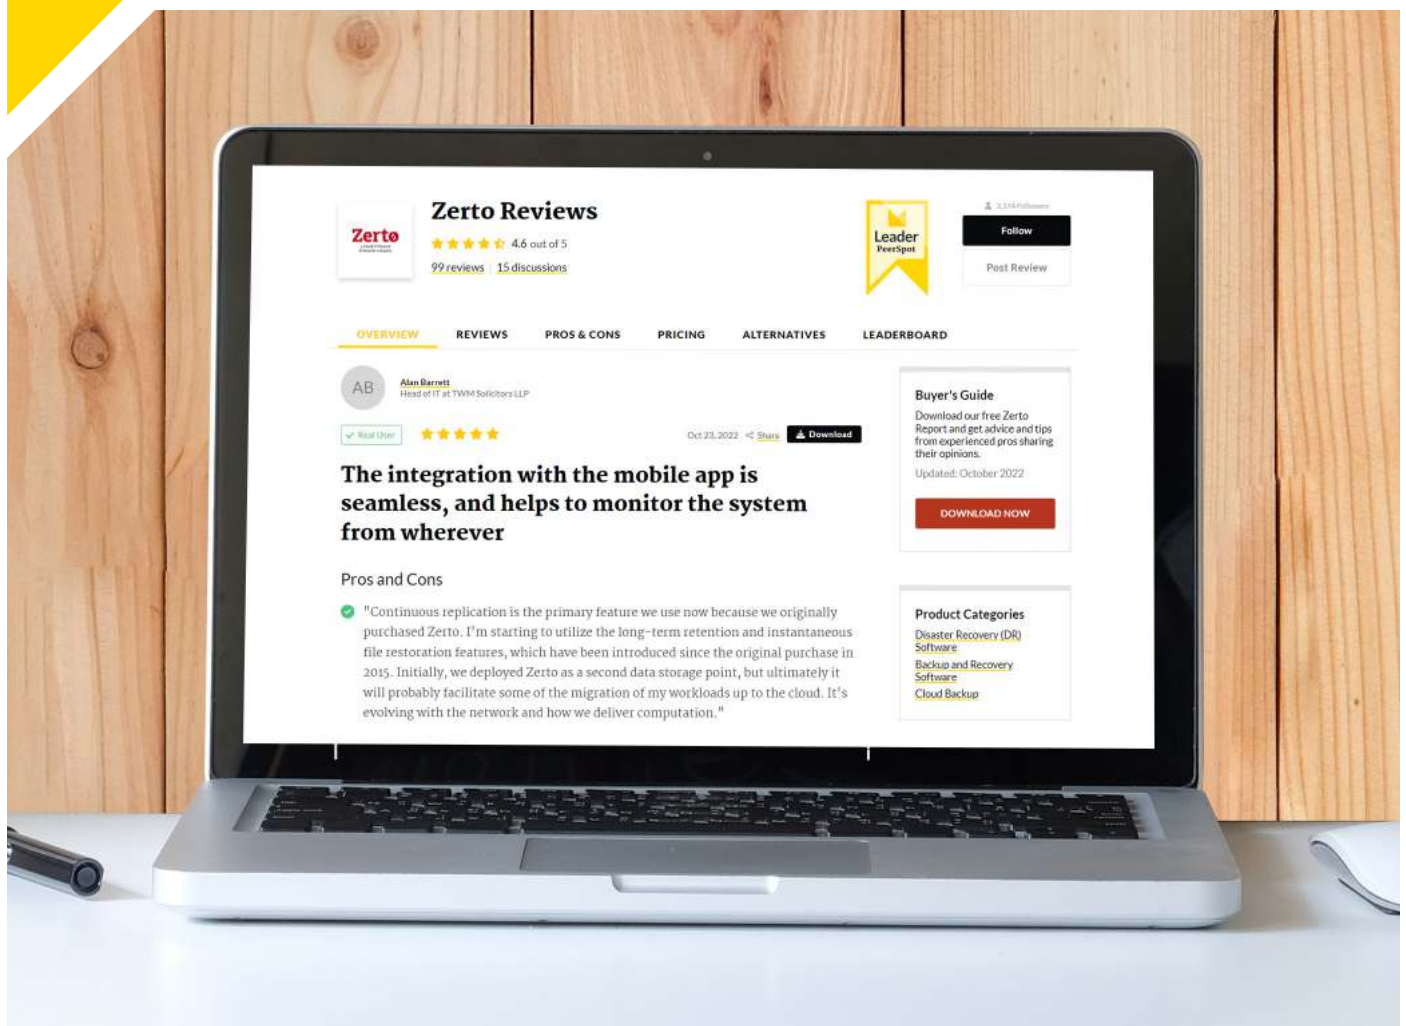 Zerto
Zerto Reviews
4.6 out of 5
99 reviews | 15 discussions
Leader
PeerSpot
Follow
Post Review
OVERVIEW REVIEWS PROS & CONS PRICING ALTERNATIVES LEADERBOARD
AB
Alan Barrett
Head of IT at TWM Solicitors LLP
Real User
Oct 23, 2022 Share Download
The integration with the mobile app is
seamless, and helps to monitor the system
from wherever
Pros and Cons
"Continuous replication is the primary feature we use now because we originally
purchased Zerto. I'm starting to utilize the long-term retention and instantaneous
file restoration features, which have been introduced since the original purchase in
2015. Initially, we deployed Zerto as a second data storage point, but ultimately it
will probably facilitate some of the migration of my workloads up to the cloud. It's
evolving with the network and how we deliver computation."
Buyer's Guide
Download our free Zerto
Report and get advice and tips
from experienced pros sharing
their opinions.
Updated: October 2022
DOWNLOAD NOW
Product Categories
Disaster Recovery (DR)
Software
Backup and Recovery
Software
Cloud Backup